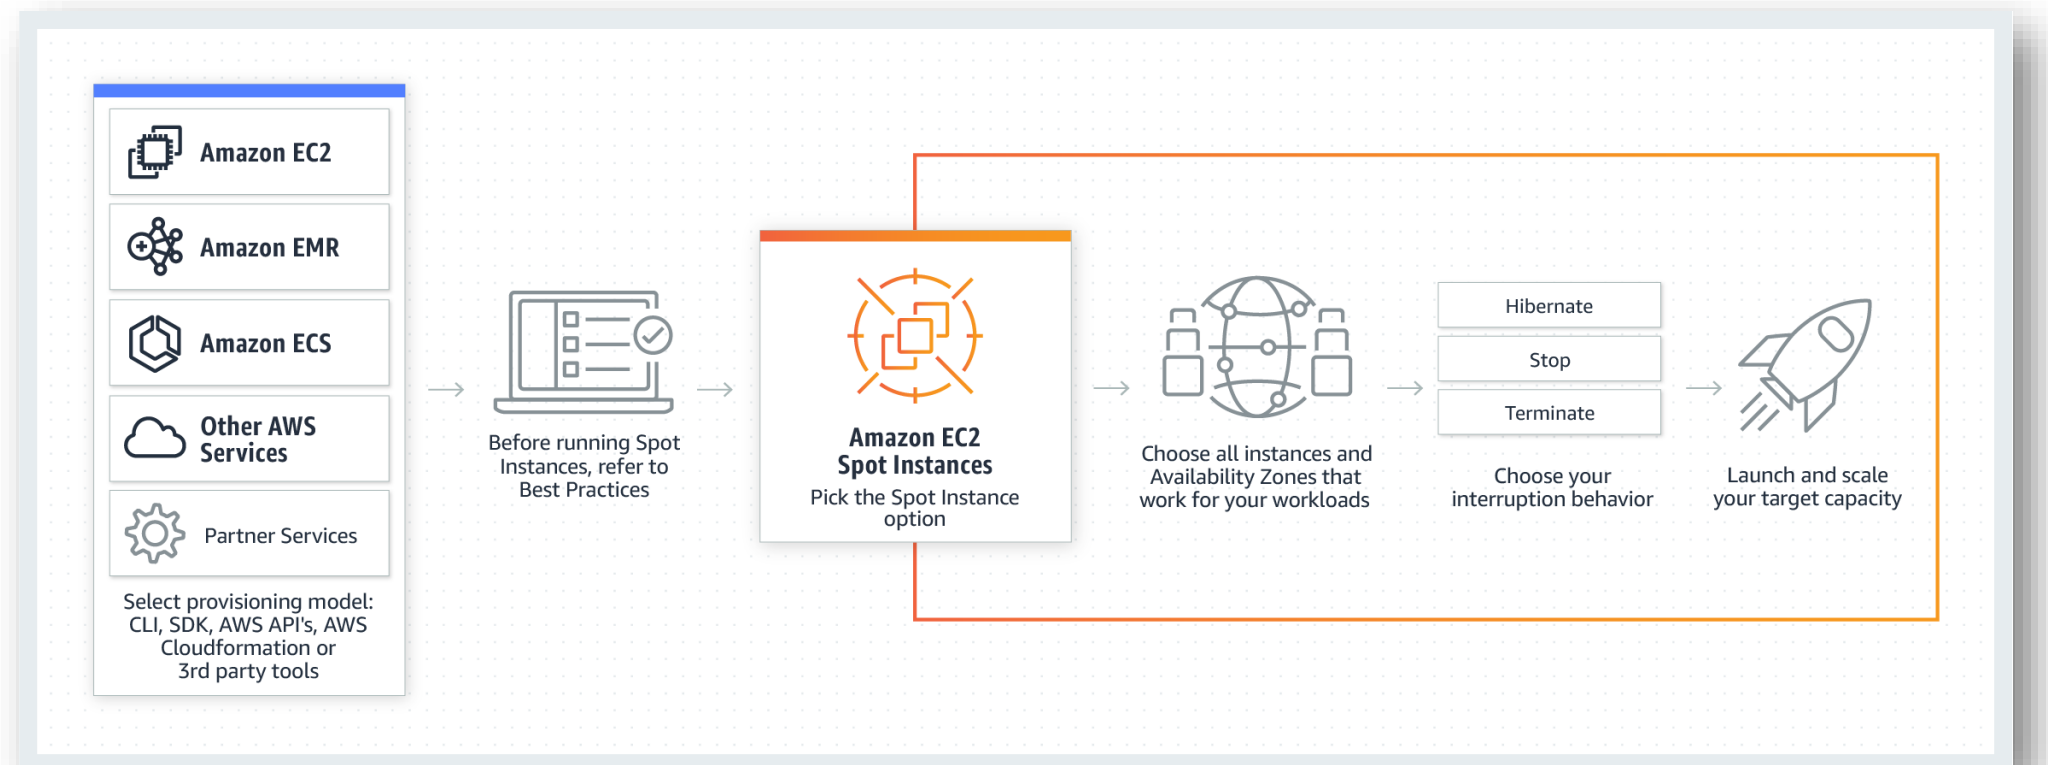 Amazon EC2
Amazon EMR
Amazon ECS
Other AWS
Services
Partner Services
Select provisioning model:
CLI, SDK, AWS API's, AWS
Cloudformation or
3rd party tools
Before running Spot
Instances, refer to
Best Practices
Amazon EC2
Spot Instances
Pick the Spot Instance
option
Choose all instances and
Availability Zones that
work for your workloads
Hibernate
Stop
Terminate
Choose your
interruption behavior
Launch and scale
your target capacity